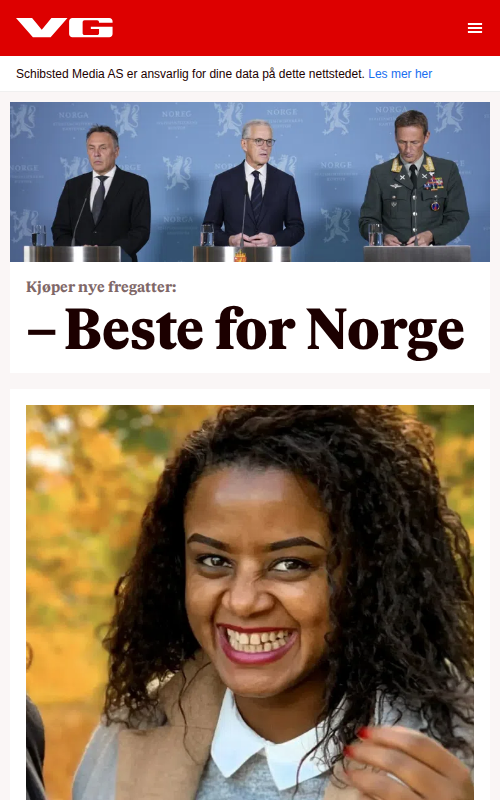 VG
Schibsted Media AS er ansvarlig for dine data på dette nettstedet. Les mer her
Kjøper nye fregatter:
– Beste for Norge